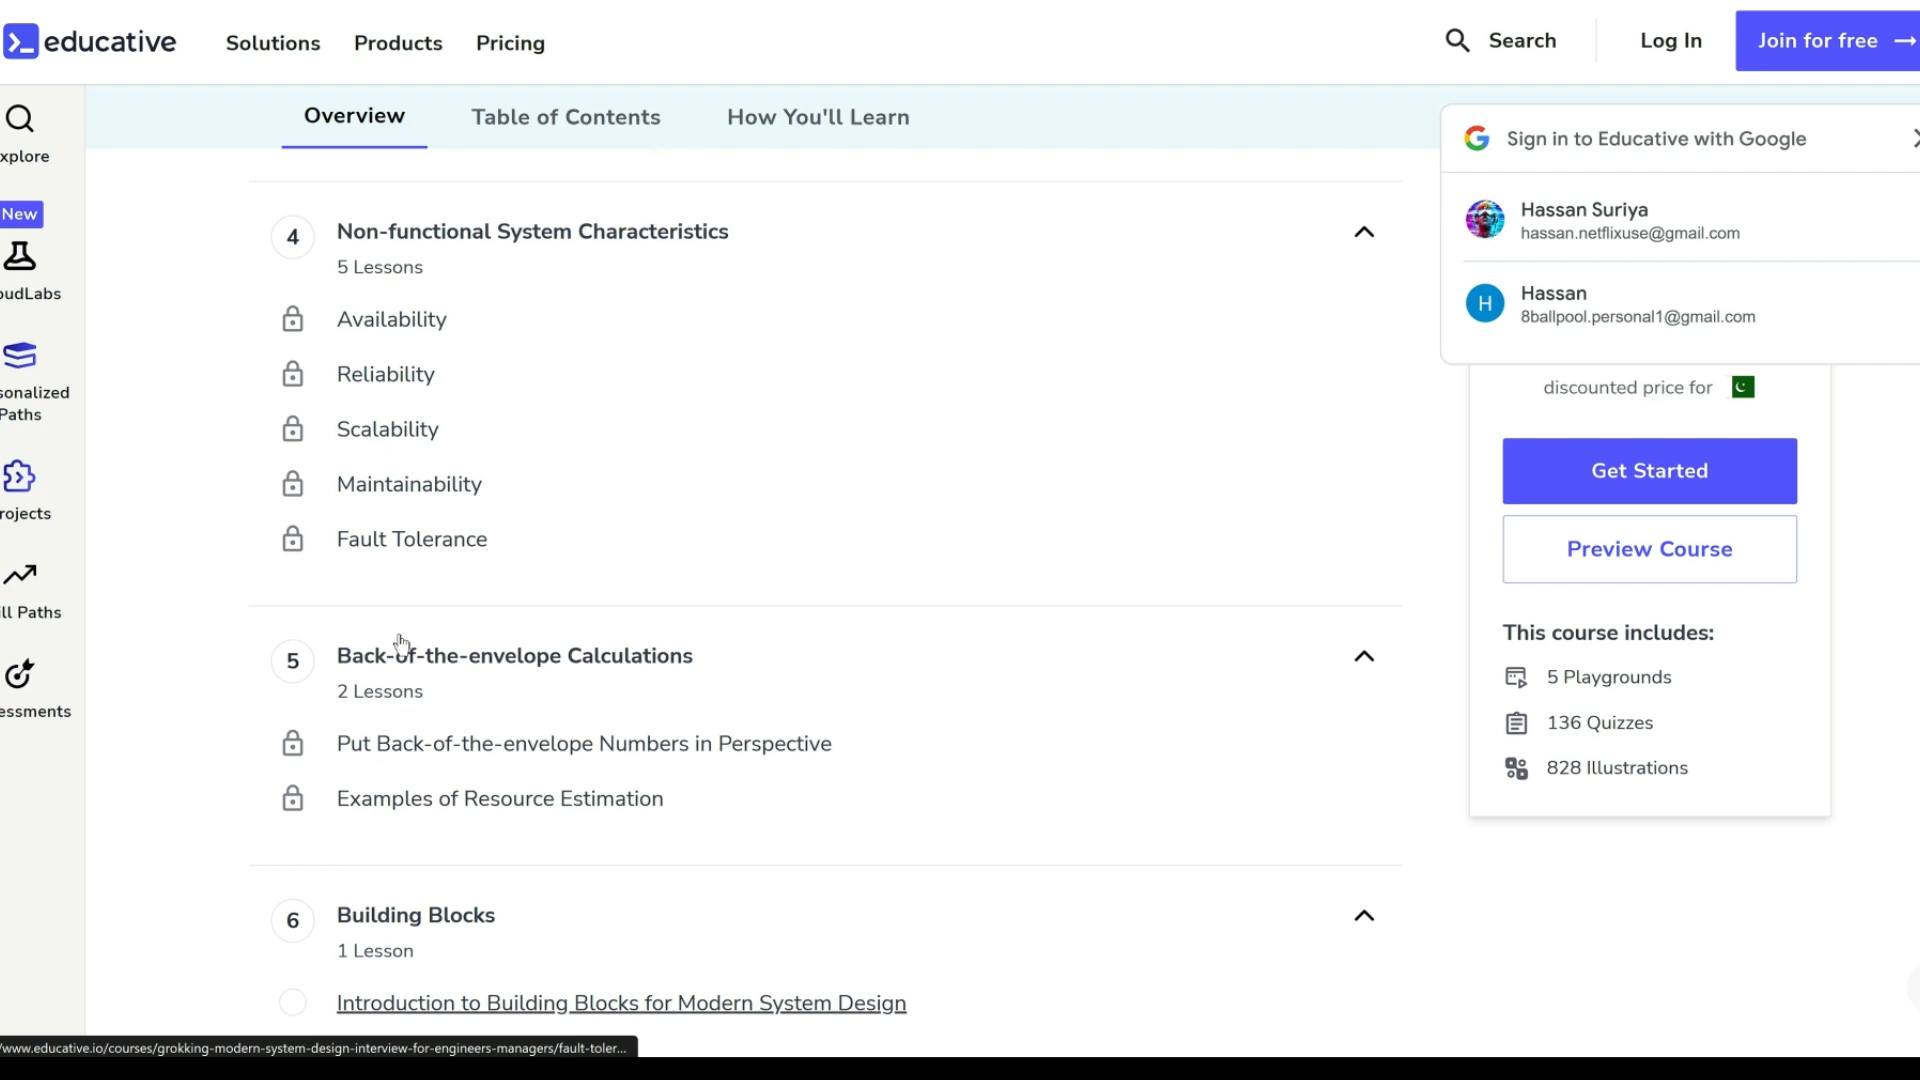 educative
Solutions
Products
Pricing
Search
Log In
Join for free
Overview
Table of Contents
How You'll Learn
xplore
New
oudLabs
sonalized
Paths
rojects
ill Paths
essments
4
Non-functional System Characteristics
5 Lessons
Availability
Reliability
Scalability
Maintainability
Fault Tolerance
5
Back-of-the-envelope Calculations
2 Lessons
Put Back-of-the-envelope Numbers in Perspective
Examples of Resource Estimation
6
Building Blocks
1 Lesson
Introduction to Building Blocks for Modern System Design
Sign in to Educative with Google
Hassan Suriya
hassan.netflixuse@gmail.com
H
Hassan
8ballpool.personal1@gmail.com
discounted price for
Get Started
Preview Course
This course includes:
5 Playgrounds
136 Quizzes
828 Illustrations
/www.educative.io/courses/grokking-modern-system-design-interview-for-engineers-managers/fault-toler...